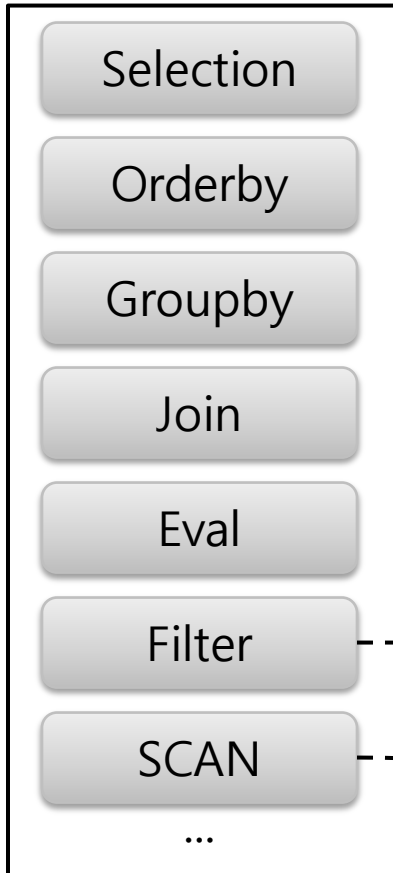 Selection
Orderby
Groupby
Join
Eval
Filter
SCAN
...